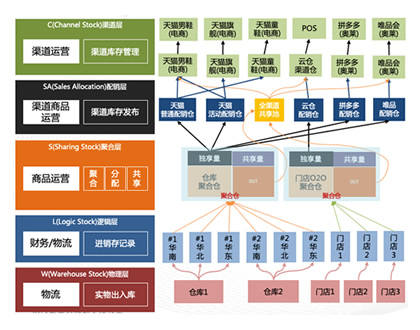 C(Channel Stock)渠道层
渠道运营
渠道库存管理
天猫男鞋
(电商)
天猫旗舰
(电商)
天猫童
鞋(电商)
POS
拼多多
(奥莱)
唯品会
(奥莱)
天猫男鞋
(电商)
天猫旗舰
(电商)
天猫童鞋
(电商)
云仓
渠道仓
拼多多
(奥莱)
唯品会
(奥莱)
SA(Sales Allocation)配销层
渠道商品
运营
渠道库存发布
天猫
普通配销仓
天猫
活动配销仓
全渠道
共享池
云仓
配销仓
拼多多
配销仓
唯品
配销仓
S(Sharing Stock)聚合层
商品运营
聚合
分配
共享
独享量
共享量
仓库
聚合仓
独享量
共享量
门店O2O
聚合仓
聚合仓
聚合仓
L(Logic Stock)逻辑层
财务/物流
进销存记录
#1华南
#1华北
#1华东
#2华南
#2华北
#2华东
门店1
门店2
门店3
W(Warehouse Stock)物理层
物流
实物出入库
仓库1
仓库2
门店1
门店2
门店3